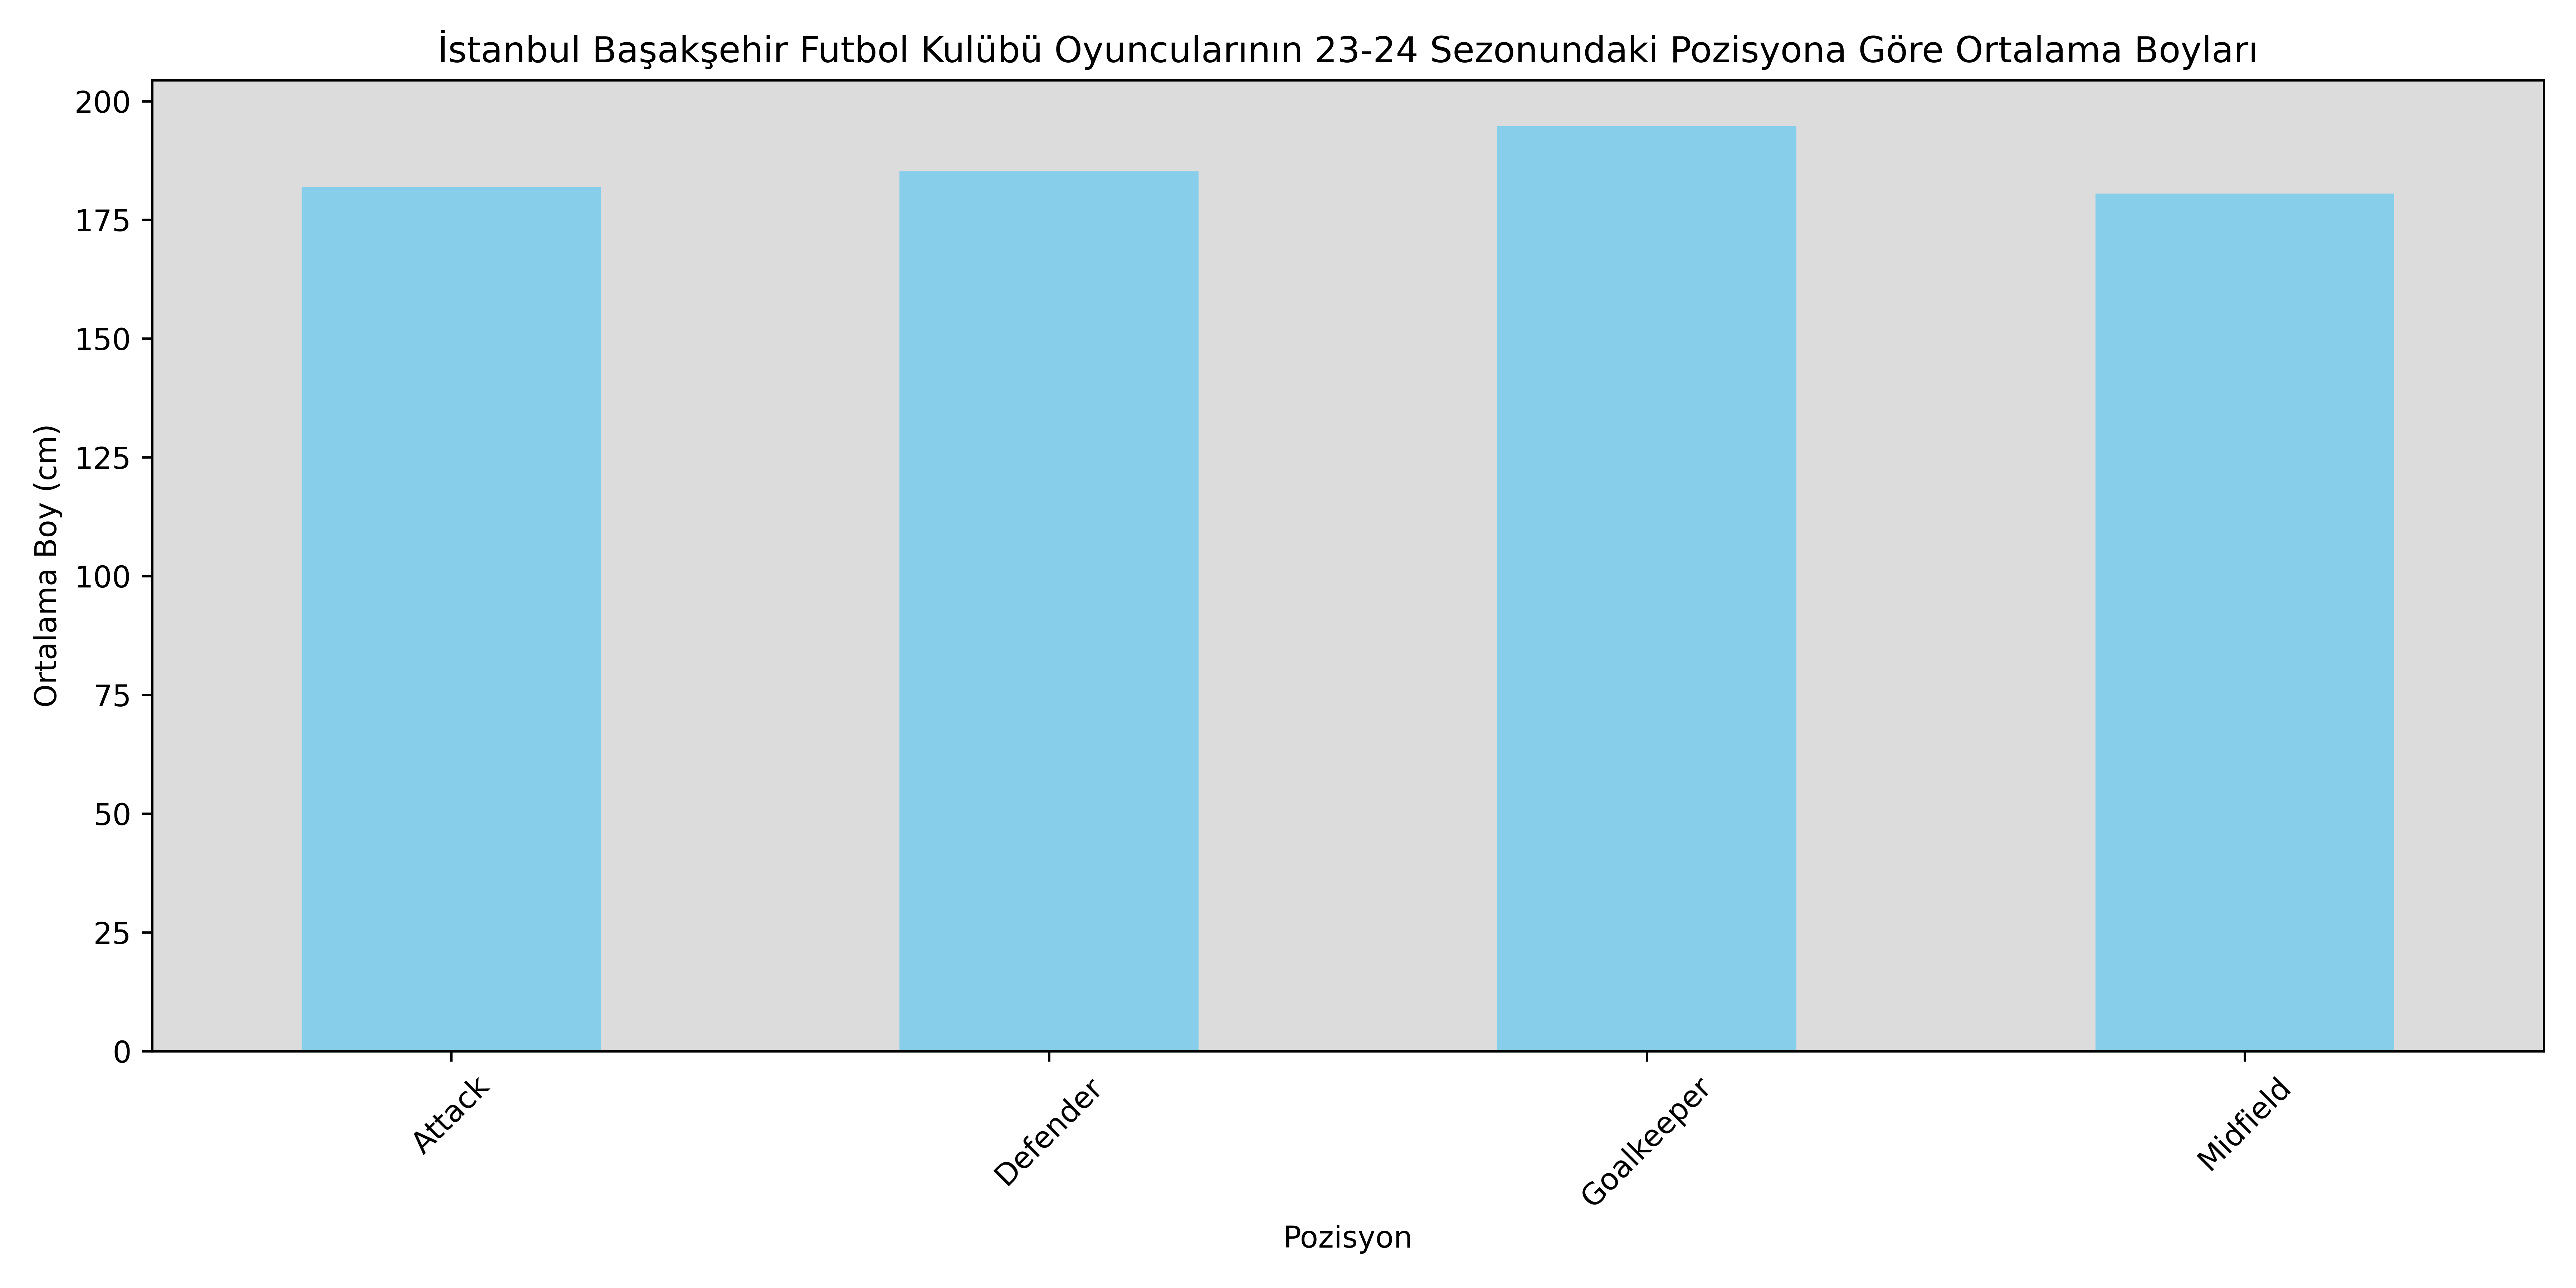 İstanbul Başakşehir Futbol Kulübü Oyuncularının 23-24 Sezonundaki Pozisyona Göre Ortalama Boyları
200
175
150
125
100
75
50
25
0
Ortalama Boy (cm)
Attack
Defender
Goalkeeper
Midfield
Pozisyon